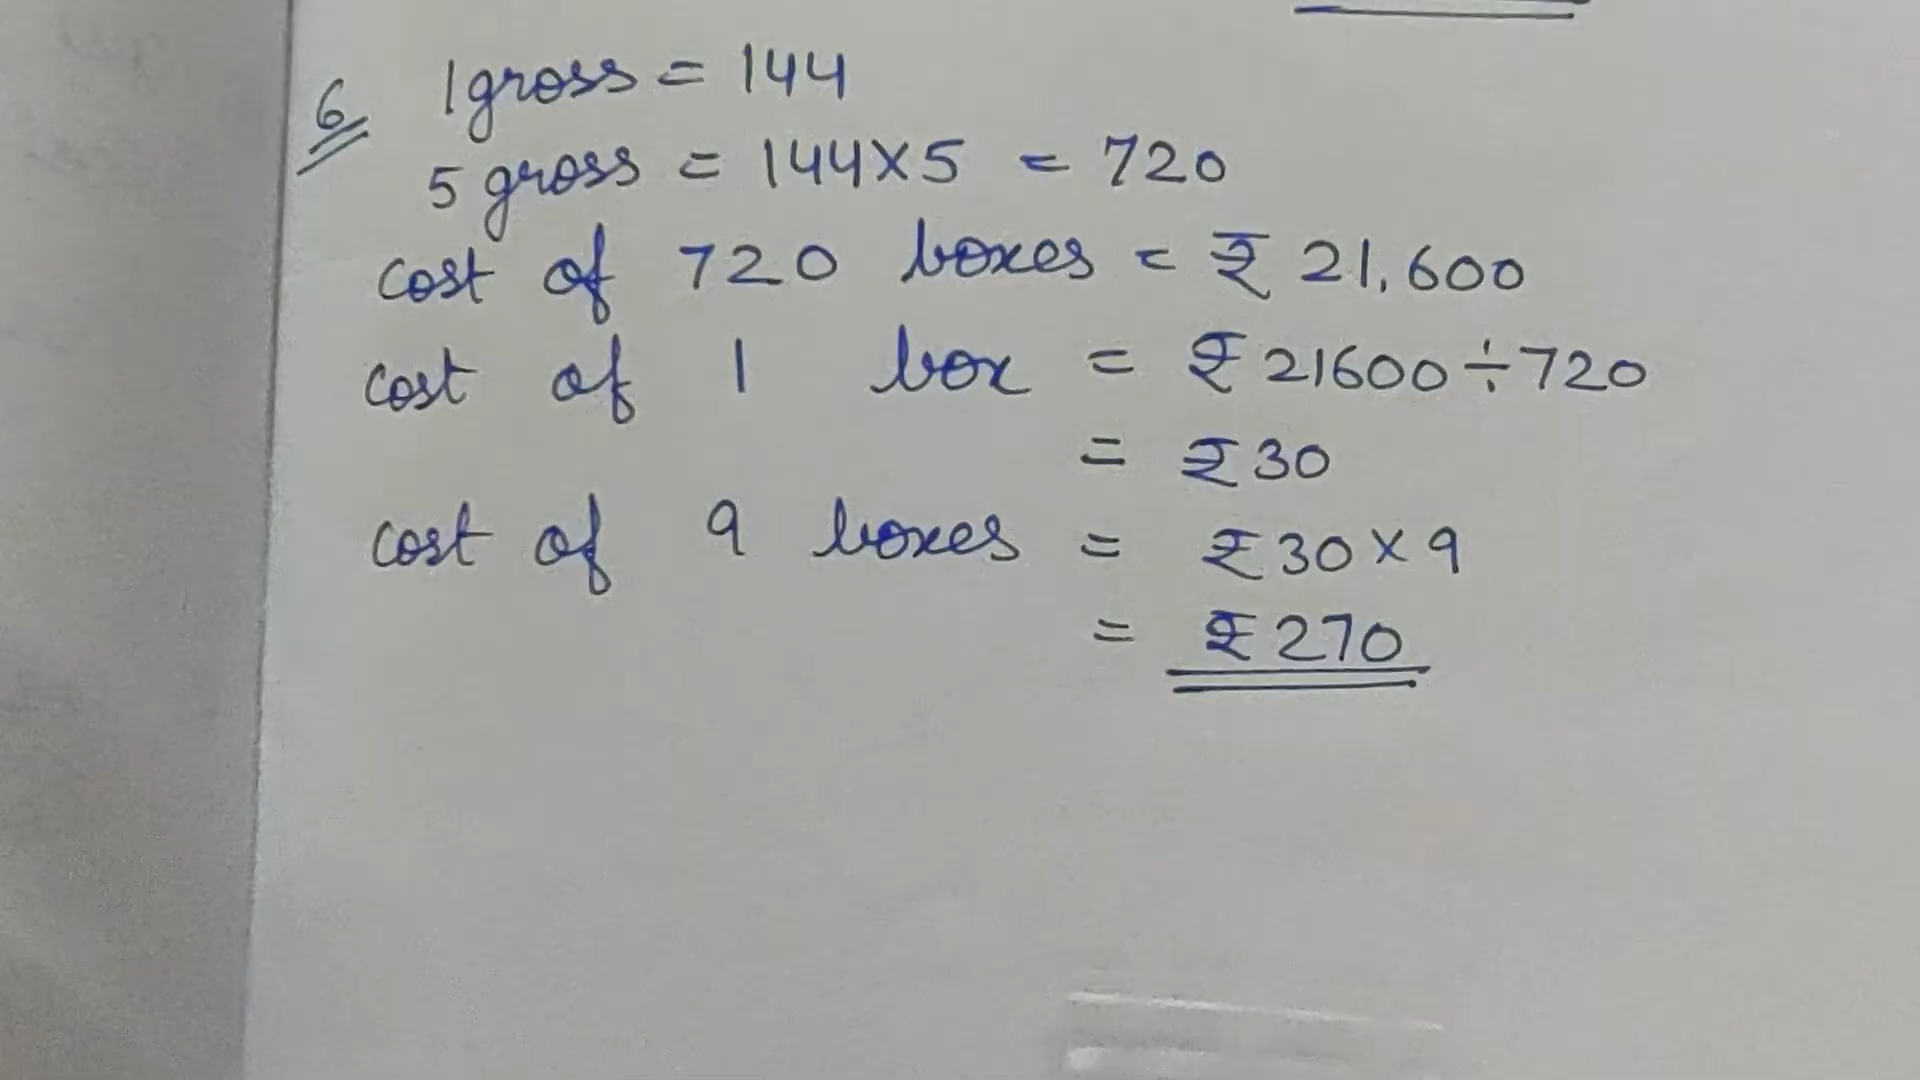 6 1 gross = 144
5 gross = 144×5 = 720
cost of 720 boxes = ₹ 21,600
cost of 1 box = ₹ 21600÷720
= ₹30
cost of 9 boxes = ₹30×9
= ₹270